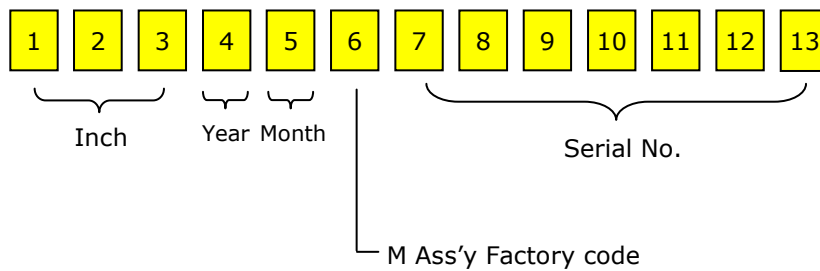 1 2 3 4 5 6 7 8 9 10 11 12 13
Inch Year Month Serial No.
M Ass'y Factory code